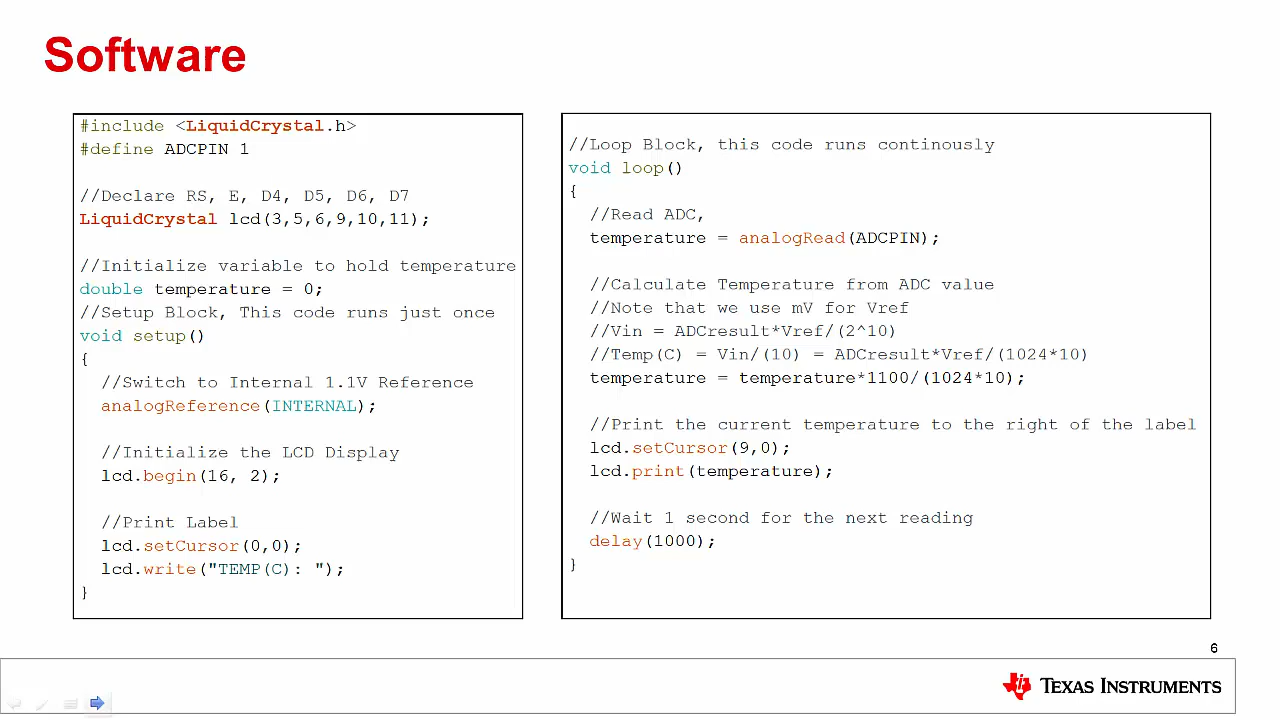 Software
#include <LiquidCrystal.h>
#define ADCPIN 1
//Declare RS, E, D4, D5, D6, D7
LiquidCrystal lcd(3,5,6,9,10,11);
//Initialize variable to hold temperature
double temperature = 0;
//Setup Block, This code runs just once
void setup()
{
//Switch to Internal 1.1V Reference
analogReference(INTERNAL);
//Initialize the LCD Display
lcd.begin(16, 2);
//Print Label
lcd.setCursor(0,0);
lcd.write("TEMP(C): ");
}
//Loop Block, this code runs continously
void loop()
{
//Read ADC,
temperature = analogRead(ADCPIN);
//Calculate Temperature from ADC value
//Note that we use mV for Vref
//Vin = ADCresult*Vref/(2^10)
//Temp(C) = Vin/(10) = ADCresult*Vref/(1024*10)
temperature = temperature*1100/(1024*10);
//Print the current temperature to the right of the label
lcd.setCursor(9,0);
lcd.print(temperature);
//Wait 1 second for the next reading
delay(1000);
}
6
TEXAS INSTRUMENTS